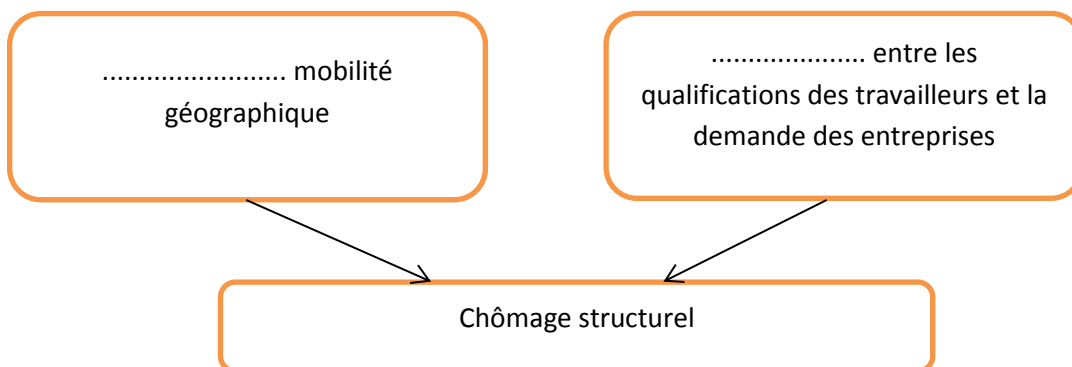 ......................... mobilité
géographique
..................... entre les
qualifications des travailleurs et la
demande des entreprises
Chômage structurel